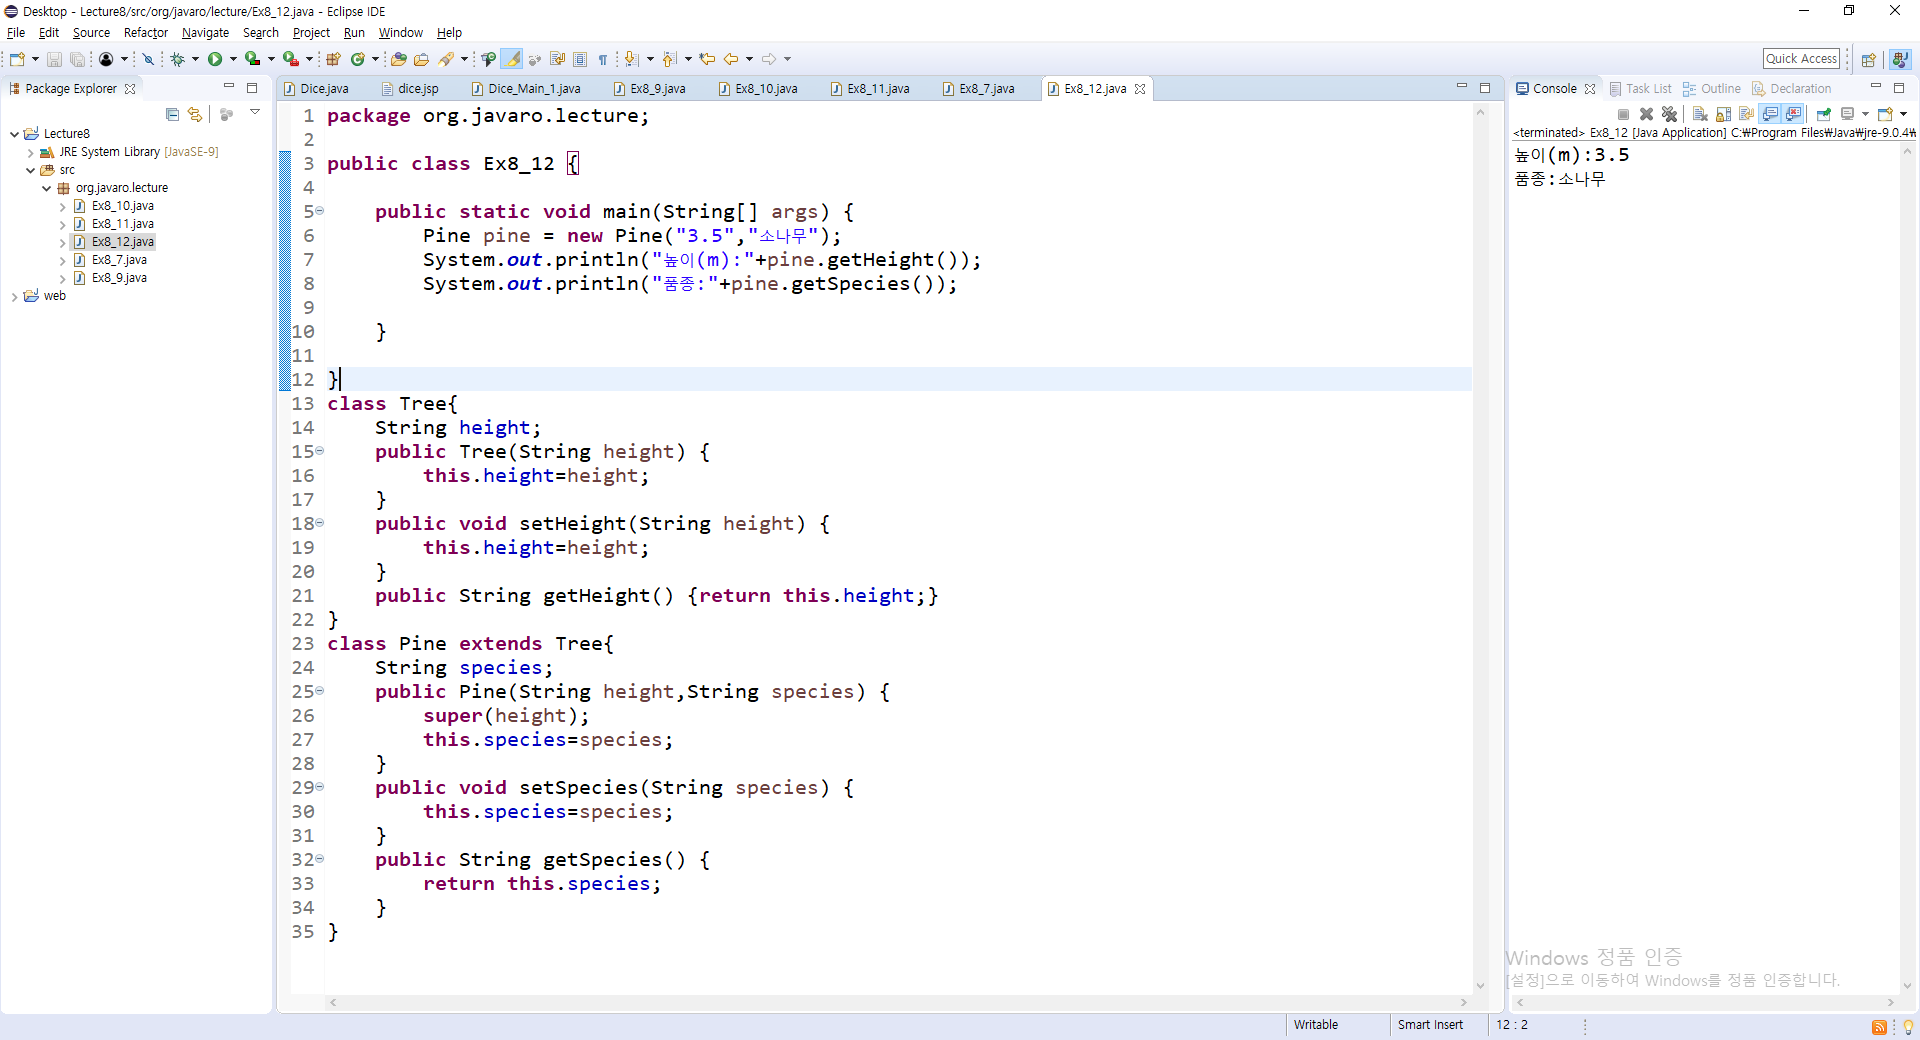 Desktop - Lecture8/src/org/javaro/lecture/Ex8_12.java - Eclipse IDE
File Edit Source Refactor Navigate Search Project Run Window Help
Quick Access
Package Explorer
Lecture8
JRE System Library [JavaSE-9]
src
org.javaro.lecture
Ex8_10.java
Ex8_11.java
Ex8_12.java
Ex8_7.java
Ex8_9.java
web
Dice.java dice.jsp Dice_Main_1.java Ex8_9.java Ex8_10.java Ex8_11.java Ex8_7.java Ex8_12.java
1 package org.javaro.lecture;
2
3 public class Ex8_12 {
4
5 public static void main(String[] args) {
6 Pine pine = new Pine("3.5","소나무");
7 System.out.println("높이(m):"+pine.getHeight());
8 System.out.println("품종:"+pine.getSpecies());
9
10 }
11
12 }
13 class Tree{
14 String height;
15 public Tree(String height) {
16 this.height=height;
17 }
18 public void setHeight(String height) {
19 this.height=height;
20 }
21 public String getHeight() {return this.height;}
22 }
23 class Pine extends Tree{
24 String species;
25 public Pine(String height,String species) {
26 super(height);
27 this.species=species;
28 }
29 public void setSpecies(String species) {
30 this.species=species;
31 }
32 public String getSpecies() {
33 return this.species;
34 }
35 }
Console Task List Outline Declaration
<terminated> Ex8_12 [Java Application] C:₩Program Files₩Java₩jre-9.0.4₩
높이(m):3.5
품종:소나무
Windows 정품 인증
[설정]으로 이동하여 Windows를 정품 인증합니다.
Writable Smart Insert 12 : 2